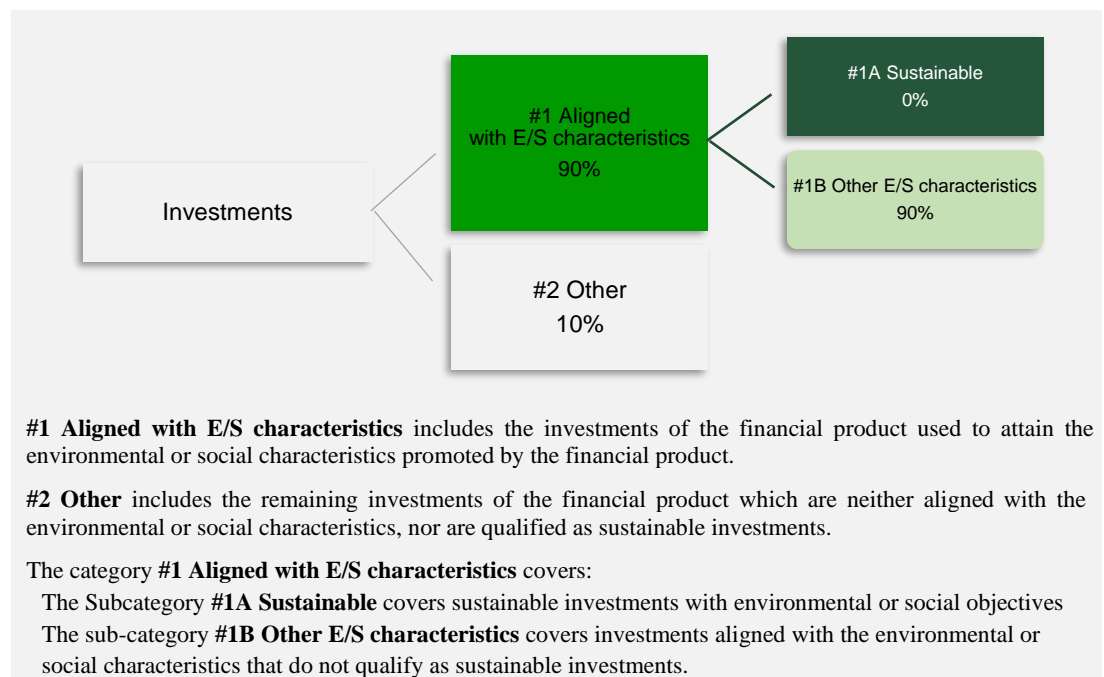 #1A Sustainable
0%
#1 Aligned
with E/S characteristics
90%
#1B Other E/S characteristics
90%
Investments
#2 Other
10%
#1 Aligned with E/S characteristics includes the investments of the financial product used to attain the
environmental or social characteristics promoted by the financial product.
#2 Other includes the remaining investments of the financial product which are neither aligned with the
environmental or social characteristics, nor are qualified as sustainable investments.
The category #1 Aligned with E/S characteristics covers:
The Subcategory #1A Sustainable covers sustainable investments with environmental or social objectives
The sub-category #1B Other E/S characteristics covers investments aligned with the environmental or
social characteristics that do not qualify as sustainable investments.